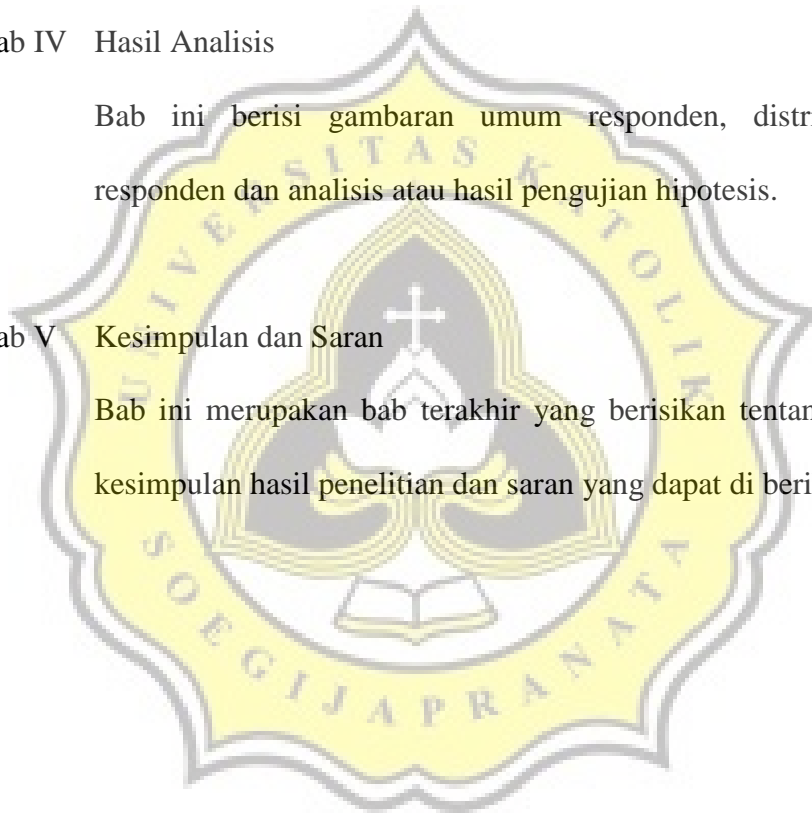 ab IV Hasil Analisis
Bab ini berisi gambaran umum responden, distr
responden dan analisis atau hasil pengujian hipotesis.
ab V Kesimpulan dan Saran
Bab ini merupakan bab terakhir yang berisikan tentan
kesimpulan hasil penelitian dan saran yang dapat di beri
UNIVERSITAS KATOLIK
SOEGIJAPRANATA